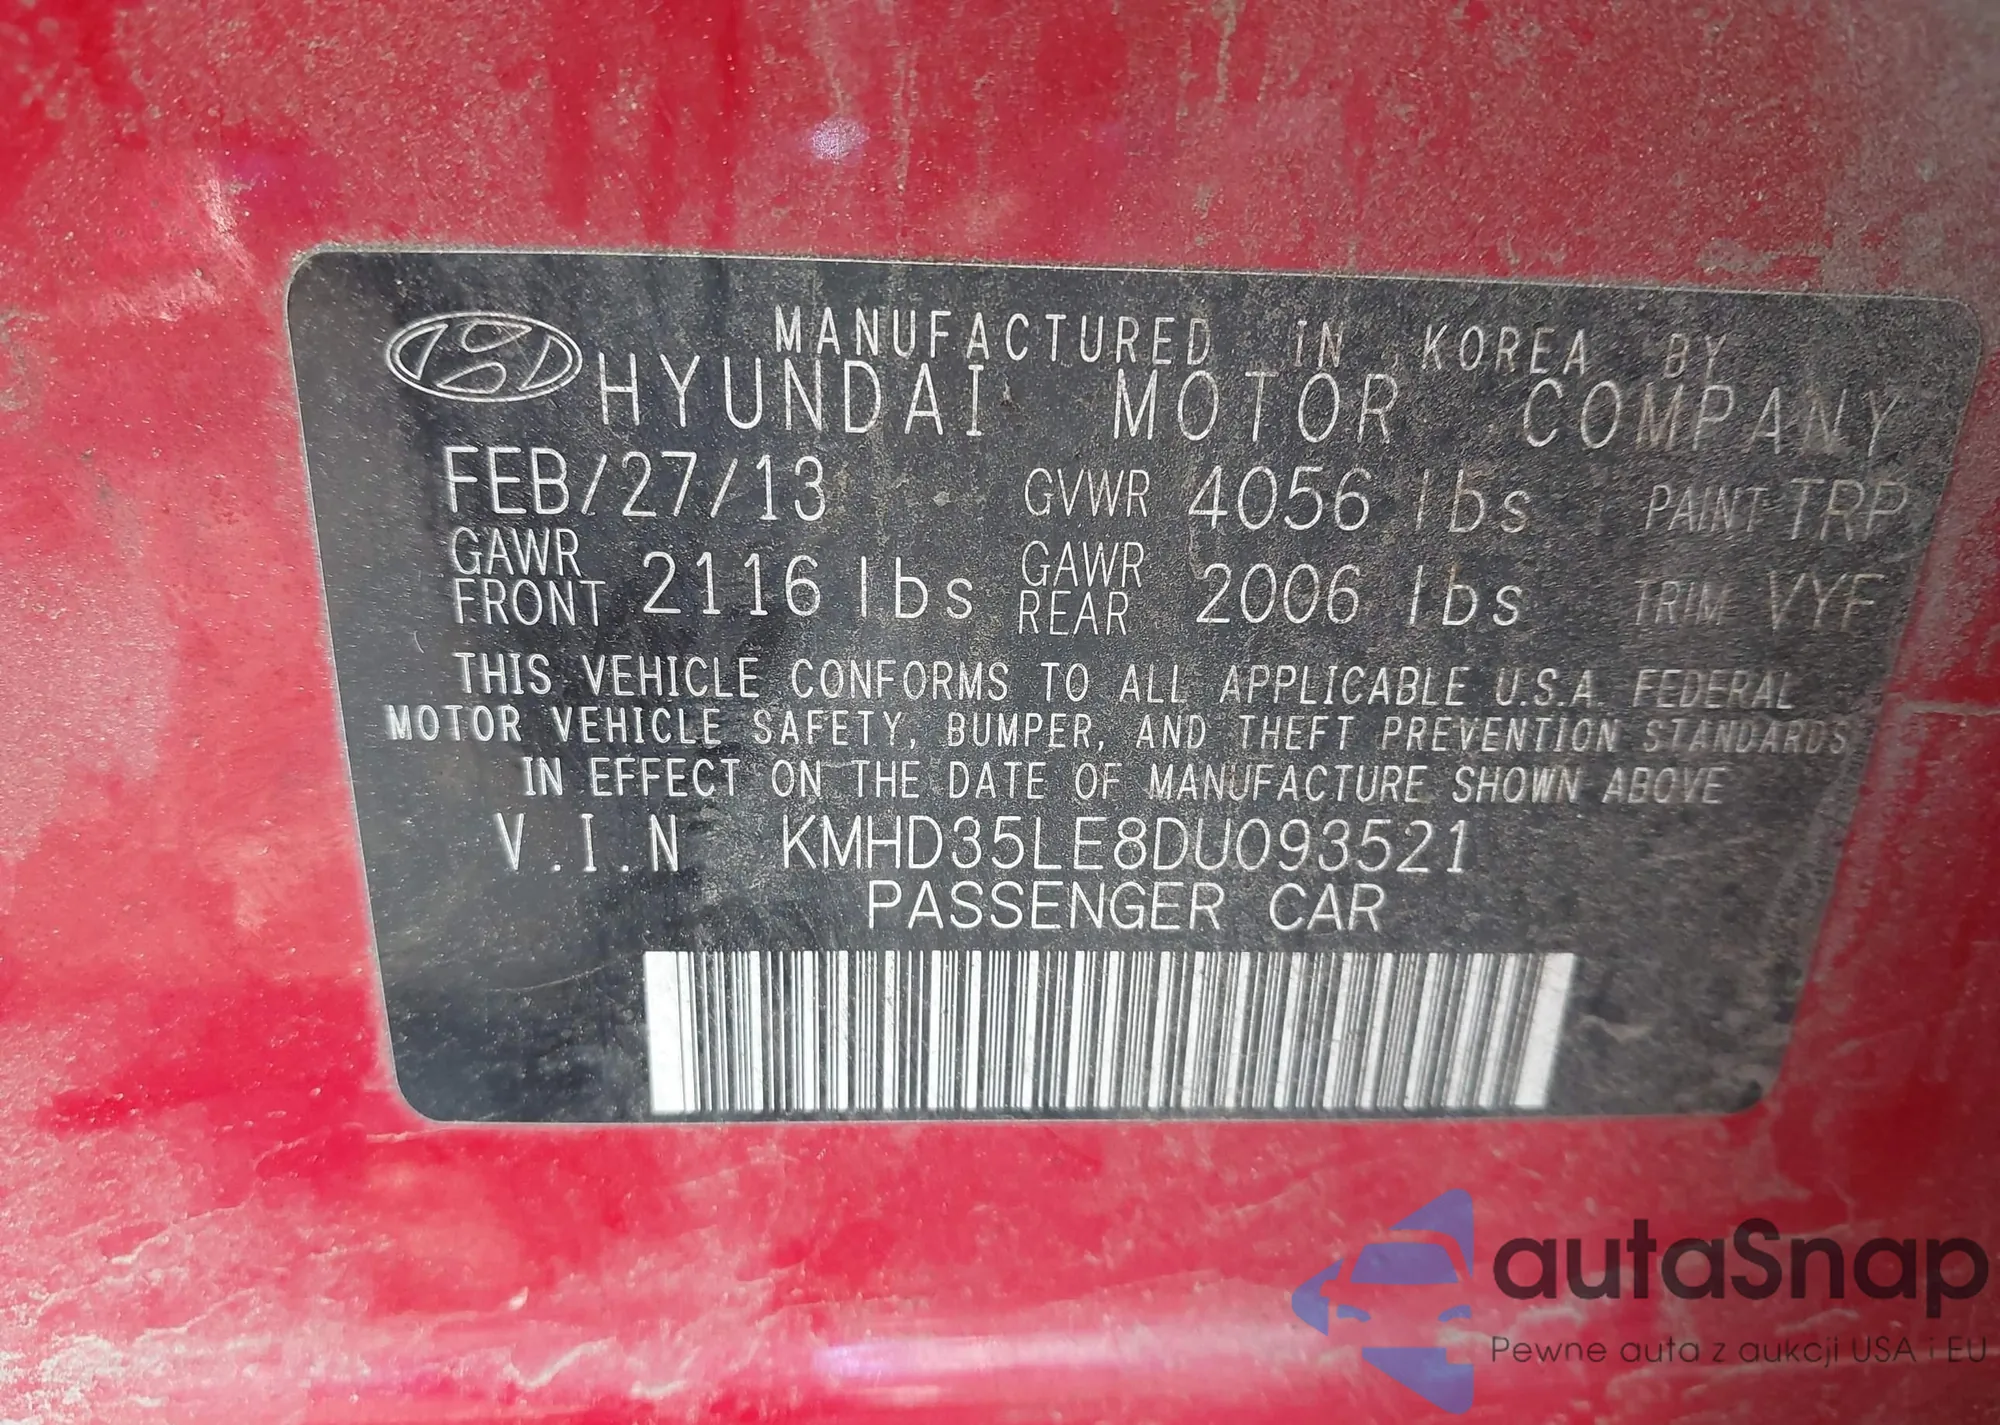 MANUFACTURED IN KOREA BY
HYUNDAI MOTOR COMPANY
FEB/27/13 GVWR 4056 lbs PAINT TRP
GAWR FRONT 2116 lbs GAWR REAR 2006 lbs TRIM VYF
THIS VEHICLE CONFORMS TO ALL APPLICABLE U.S.A. FEDERAL
MOTOR VEHICLE SAFETY, BUMPER, AND THEFT PREVENTION STANDARDS
IN EFFECT ON THE DATE OF MANUFACTURE SHOWN ABOVE
V.I.N KMHD35LE8DU093521
PASSENGER CAR
autaSnap
Pewne auta z aukcji USA i EU